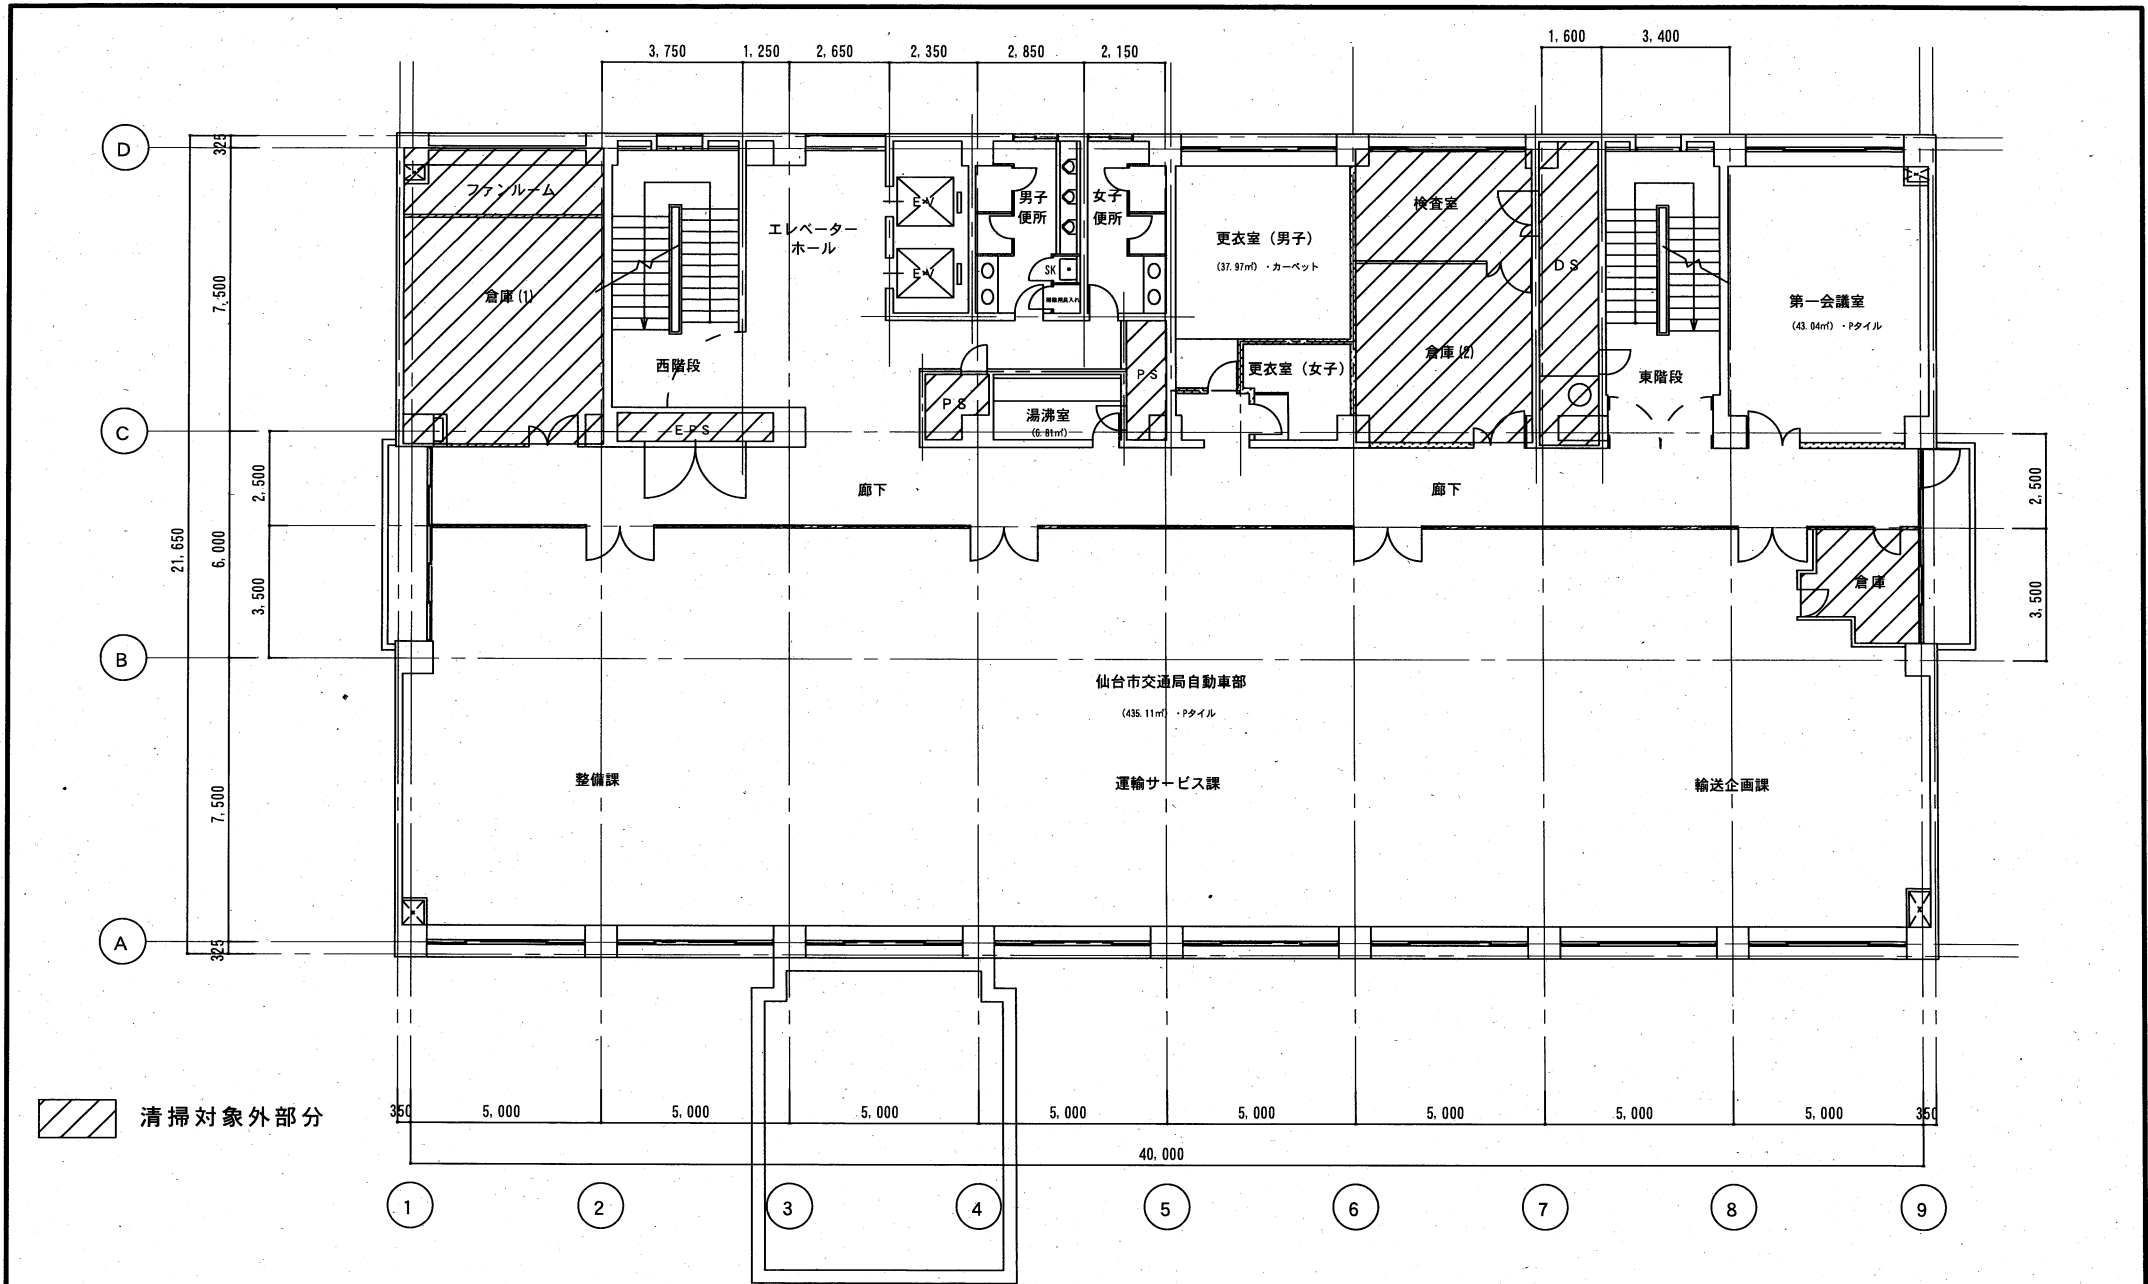 3,750
1,250
2,650
2,350
2,850
2,150
1,600
3,400
D
325
ファンルーム
エレベーター
ホール
EV
EV
男子
便所
女子
便所
SK
掃除用具入れ
更衣室(男子)
(37.97㎡)・カーペット
検査室
DS
第一会議室
(43.04㎡)・Pタイル
7,500
倉庫(1)
西階段
PS
PS
湯沸室
(6.81㎡)
更衣室(女子)
倉庫(2)
東階段
C
EPS
2,500
廊下
廊下
2,500
21,650
6,000
3,500
倉庫
3,500
B
仙台市交通局自動車部
(435.11㎡)・Pタイル
整備課
運輸サービス課
輸送企画課
7,500
A
325
清掃対象外部分
350
5,000
5,000
5,000
5,000
5,000
5,000
5,000
5,000
350
40,000
1
2
3
4
5
6
7
8
9